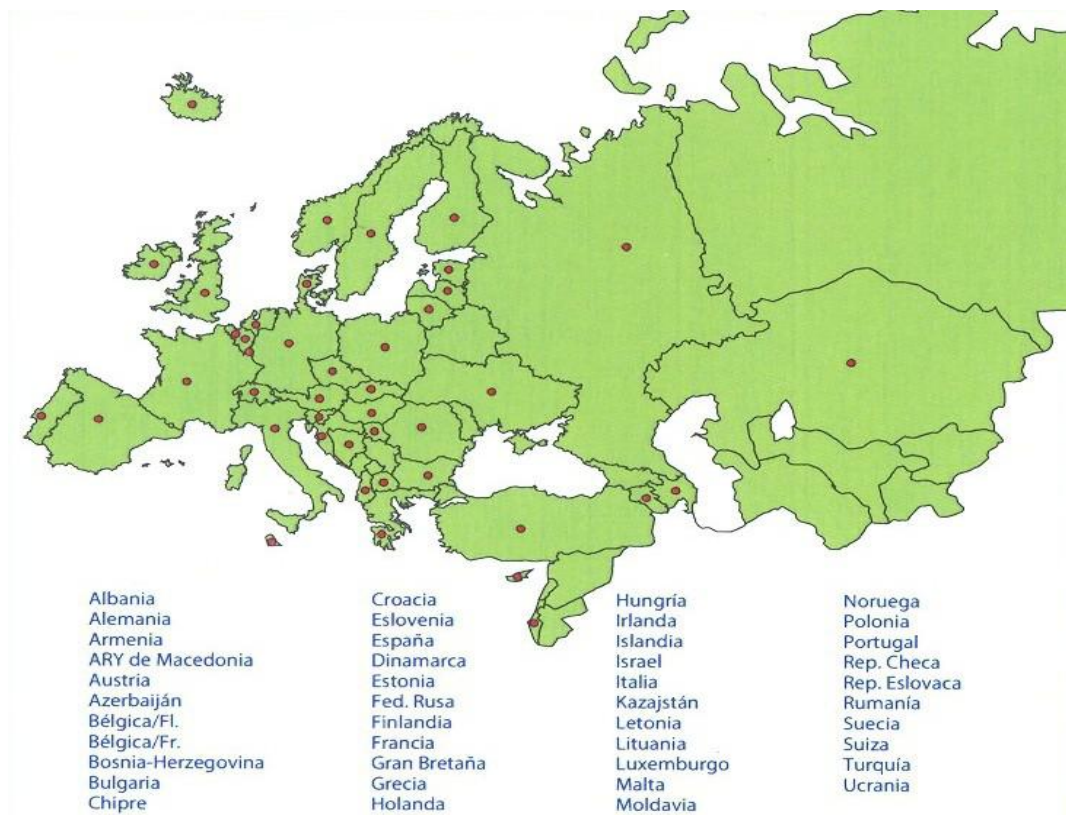 Albania
Alemania
Armenia
ARY de Macedonia
Austria
Azerbaiján
Bélgica/Fl.
Bélgica/Fr.
Bosnia-Herzegovina
Bulgaria
Chipre
Croacia
Eslovenia
España
Dinamarca
Estonia
Fed. Rusa
Finlandia
Francia
Gran Bretaña
Grecia
Holanda
Hungría
Irlanda
Islandia
Israel
Italia
Kazajstán
Letonia
Lituania
Luxemburgo
Malta
Moldavia
Noruega
Polonia
Portugal
Rep. Checa
Rep. Eslovaca
Rumanía
Suecia
Suiza
Turquía
Ucrania